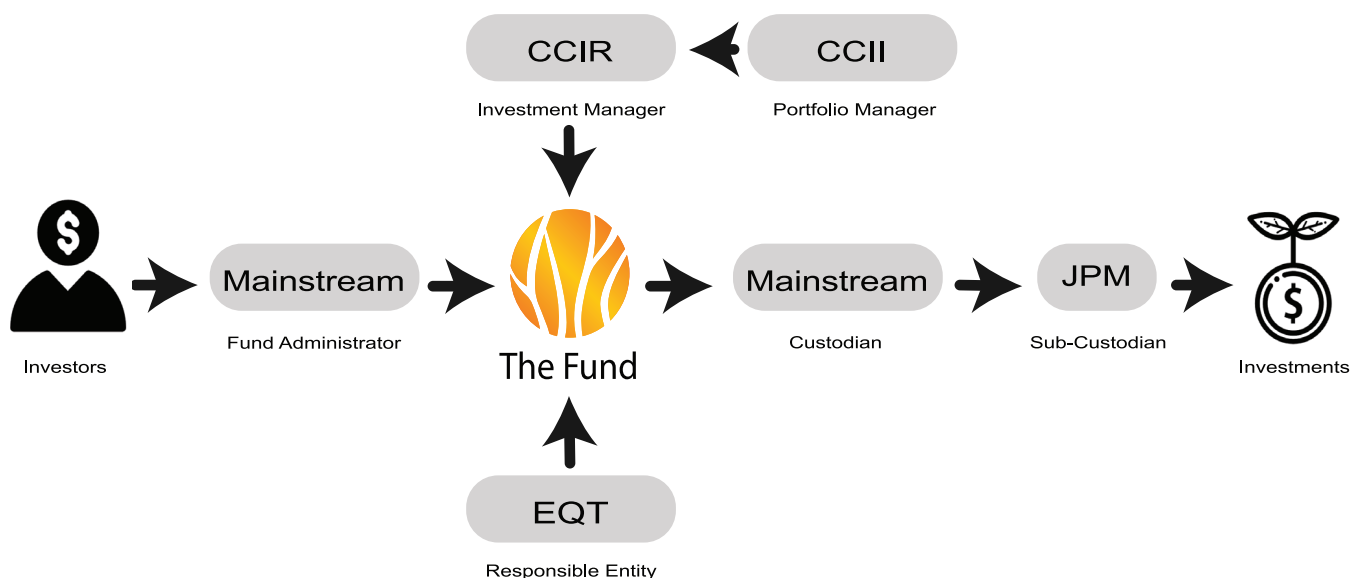 CCIR
CCII
Investment Manager
Portfolio Manager
$
Mainstream
Mainstream
JPM
$
Fund Administrator
Custodian
Sub-Custodian
Investors
The Fund
Investments
EQT
Responsible Entity